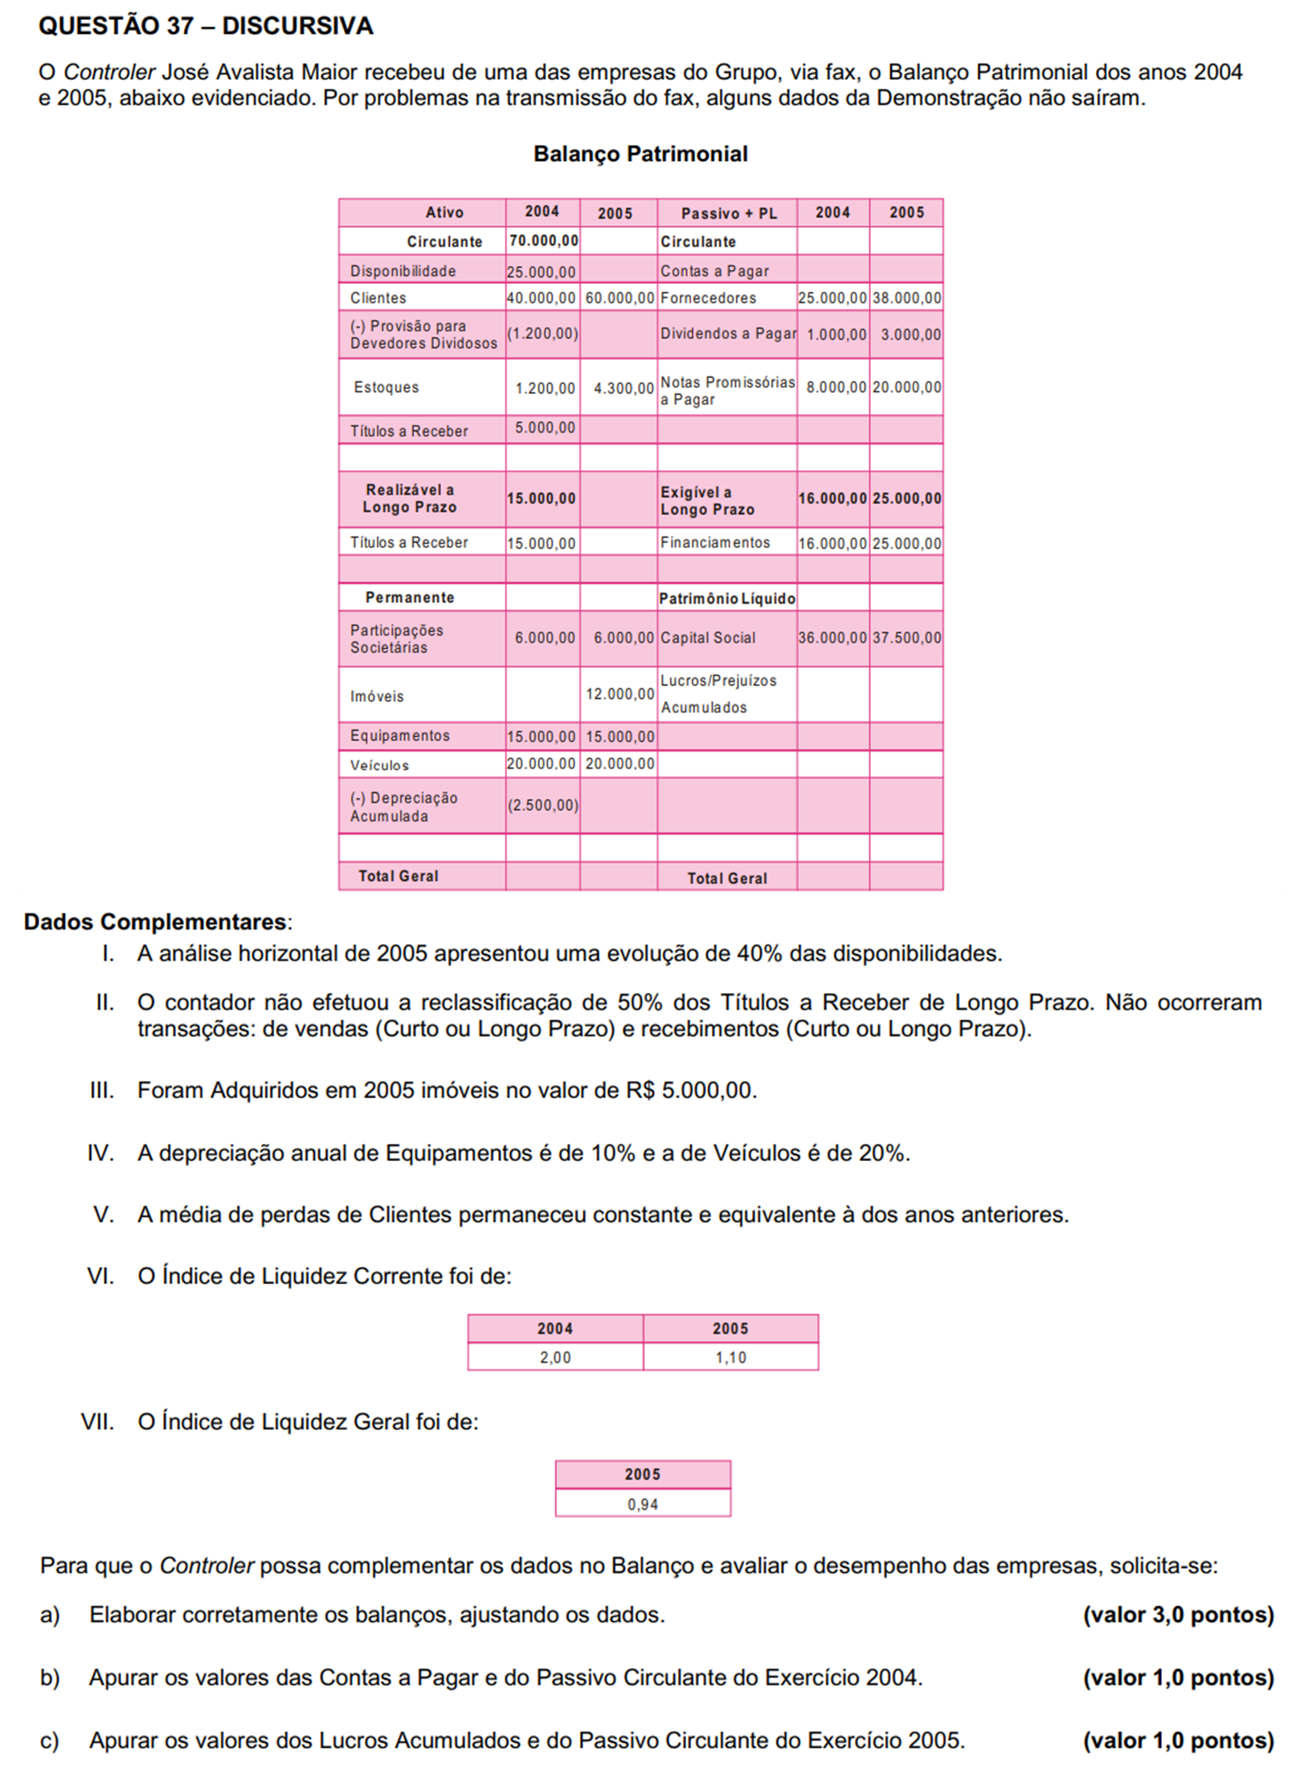 QUESTÃO 37 – DISCURSIVA
O Controler José Avalista Maior recebeu de uma das empresas do Grupo, via fax, o Balanço Patrimonial dos anos 2004
e 2005, abaixo evidenciado. Por problemas na transmissão do fax, alguns dados da Demonstração não saíram.
Balanço Patrimonial
Ativo 2004 2005 Passivo + PL 2004 2005
Circulante 70.000,00 Circulante
Disponibilidade 25.000,00 Contas a Pagar
Clientes 40.000,00 60.000,00 Fornecedores 25.000,00 38.000,00
(-) Provisão para
Devedores Dividosos (1.200,00) Dividendos a Pagar 1.000,00 3.000,00
Estoques 1.200,00 4.300,00 Notas Promissórias
a Pagar 8.000,00 20.000,00
Títulos a Receber 5.000,00
Realizável a
Longo Prazo 15.000,00 Exigível a
Longo Prazo 16.000,00 25.000,00
Títulos a Receber 15.000,00 Financiamentos 16.000,00 25.000,00
Permanente Patrimônio Líquido
Participações
Societárias 6.000,00 6.000,00 Capital Social 36.000,00 37.500,00
Imóveis 12.000,00 Lucros/Prejuízos
Acumulados
Equipamentos 15.000,00 15.000,00
Veículos 20.000.00 20.000.00
(-) Depreciação
Acumulada (2.500,00)
Total Geral Total Geral
Dados Complementares:
I. A análise horizontal de 2005 apresentou uma evolução de 40% das disponibilidades.
II. O contador não efetuou a reclassificação de 50% dos Títulos a Receber de Longo Prazo. Não ocorreram
transações: de vendas (Curto ou Longo Prazo) e recebimentos (Curto ou Longo Prazo).
III. Foram Adquiridos em 2005 imóveis no valor de R$ 5.000,00.
IV. A depreciação anual de Equipamentos é de 10% e a de Veículos é de 20%.
V. A média de perdas de Clientes permaneceu constante e equivalente à dos anos anteriores.
VI. O Índice de Liquidez Corrente foi de:
2004 2005
2,00 1,10
VII. O Índice de Liquidez Geral foi de:
2005
0,94
Para que o Controler possa complementar os dados no Balanço e avaliar o desempenho das empresas, solicita-se:
a) Elaborar corretamente os balanços, ajustando os dados. (valor 3,0 pontos)
b) Apurar os valores das Contas a Pagar e do Passivo Circulante do Exercício 2004. (valor 1,0 pontos)
c) Apurar os valores dos Lucros Acumulados e do Passivo Circulante do Exercício 2005. (valor 1,0 pontos)